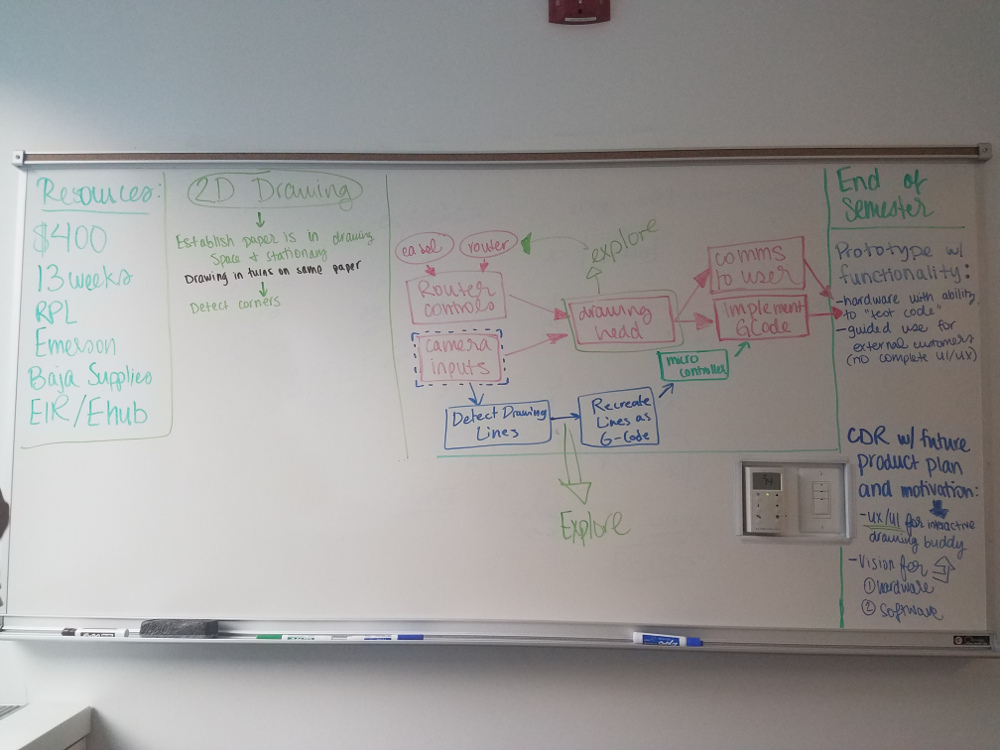 Resources:
$400
13 weeks
RPL
Emerson
Baja Supplies
EIR/Ehub
2D Drawing
Establish paper is in drawing
Space & stationary
Drawing in turns on same paper
Detect corners
easel
router
explore
Router
controls
camera
inputs
drawing
head
comms
to user
implement
GCode
micro
controller
Detect Drawing
Lines
Recreate
Lines as
G-Code
Explore
End of
semester
Prototype w/
functionality:
-hardware with ability
to "test code"
-guided use for
external customers
(no complete UI/UX)
CDR w/ future
product plan
and motivation:
-UX/UI for interactive
drawing buddy
-Vision for
① hardware
② software